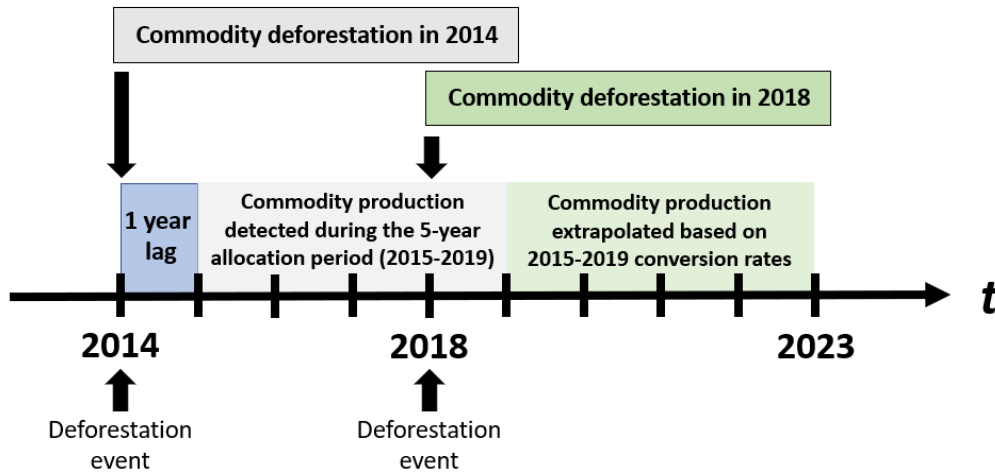 Commodity deforestation in 2014
Commodity deforestation in 2018
1 year
lag
Commodity production
detected during the 5-year
allocation period (2015-2019)
Commodity production
extrapolated based on
2015-2019 conversion rates
t
2014
2018
2023
Deforestation
event
Deforestation
event